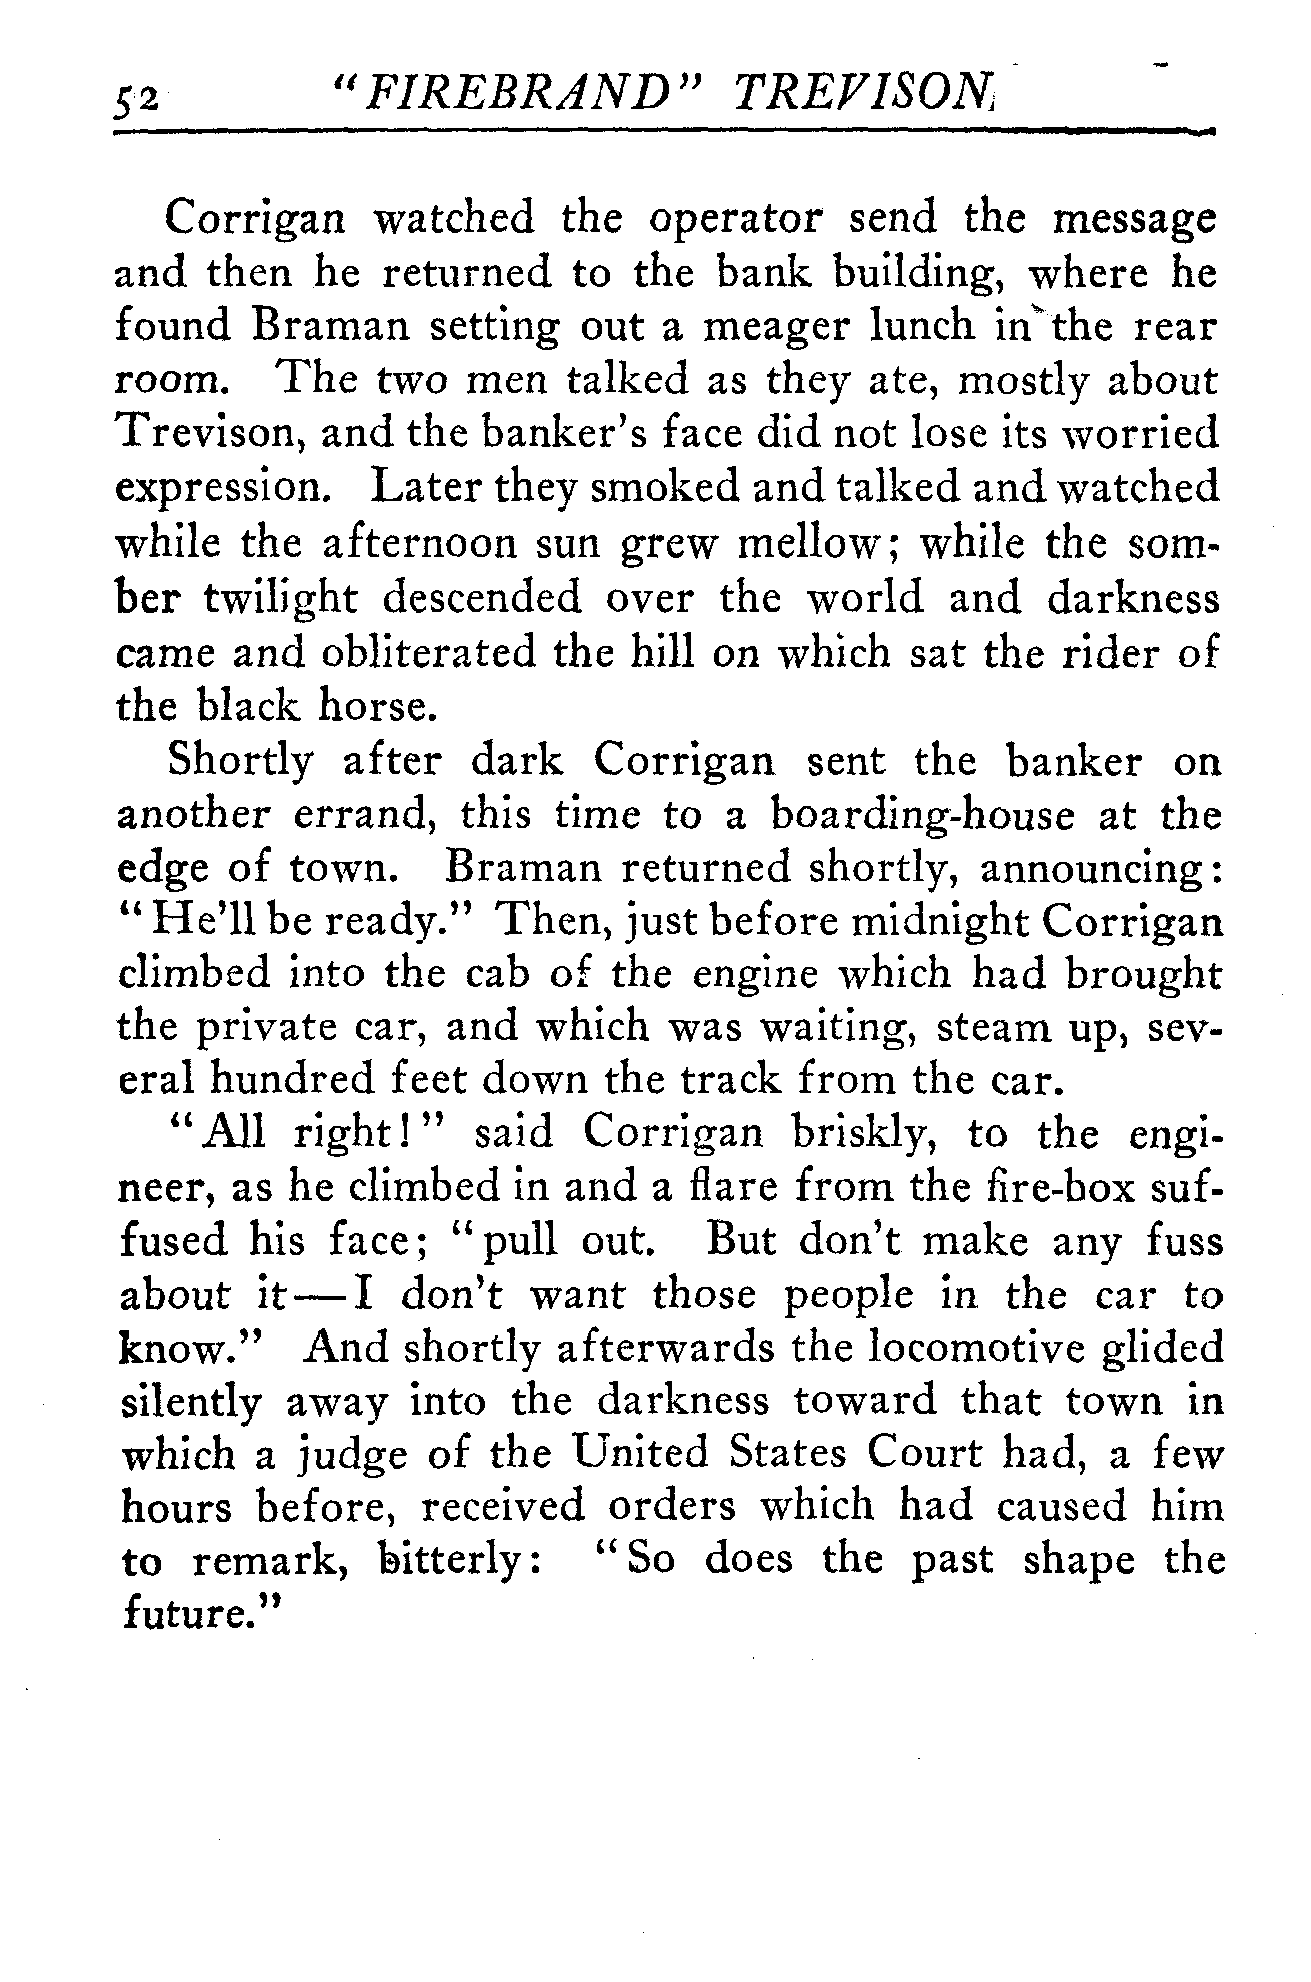 52 "FIREBRAND" TREVISON
Corrigan watched the operator send the message
and then he returned to the bank building, where he
found Braman setting out a meager lunch in the rear
room. The two men talked as they ate, mostly about
Trevison, and the banker's face did not lose its worried
expression. Later they smoked and talked and watched
while the afternoon sun grew mellow; while the som-
ber twilight descended over the world and darkness
came and obliterated the hill on which sat the rider of
the black horse.
Shortly after dark Corrigan sent the banker on
another errand, this time to a boarding-house at the
edge of town. Braman returned shortly, announcing:
"He'll be ready." Then, just before midnight Corrigan
climbed into the cab of the engine which had brought
the private car, and which was waiting, steam up, sev-
eral hundred feet down the track from the car.
"All right!" said Corrigan briskly, to the engi-
neer, as he climbed in and a flare from the fire-box suf-
fused his face; "pull out. But don't make any fuss
about it—I don't want those people in the car to
know." And shortly afterwards the locomotive glided
silently away into the darkness toward that town in
which a judge of the United States Court had, a few
hours before, received orders which had caused him
to remark, bitterly: "So does the past shape the
future."